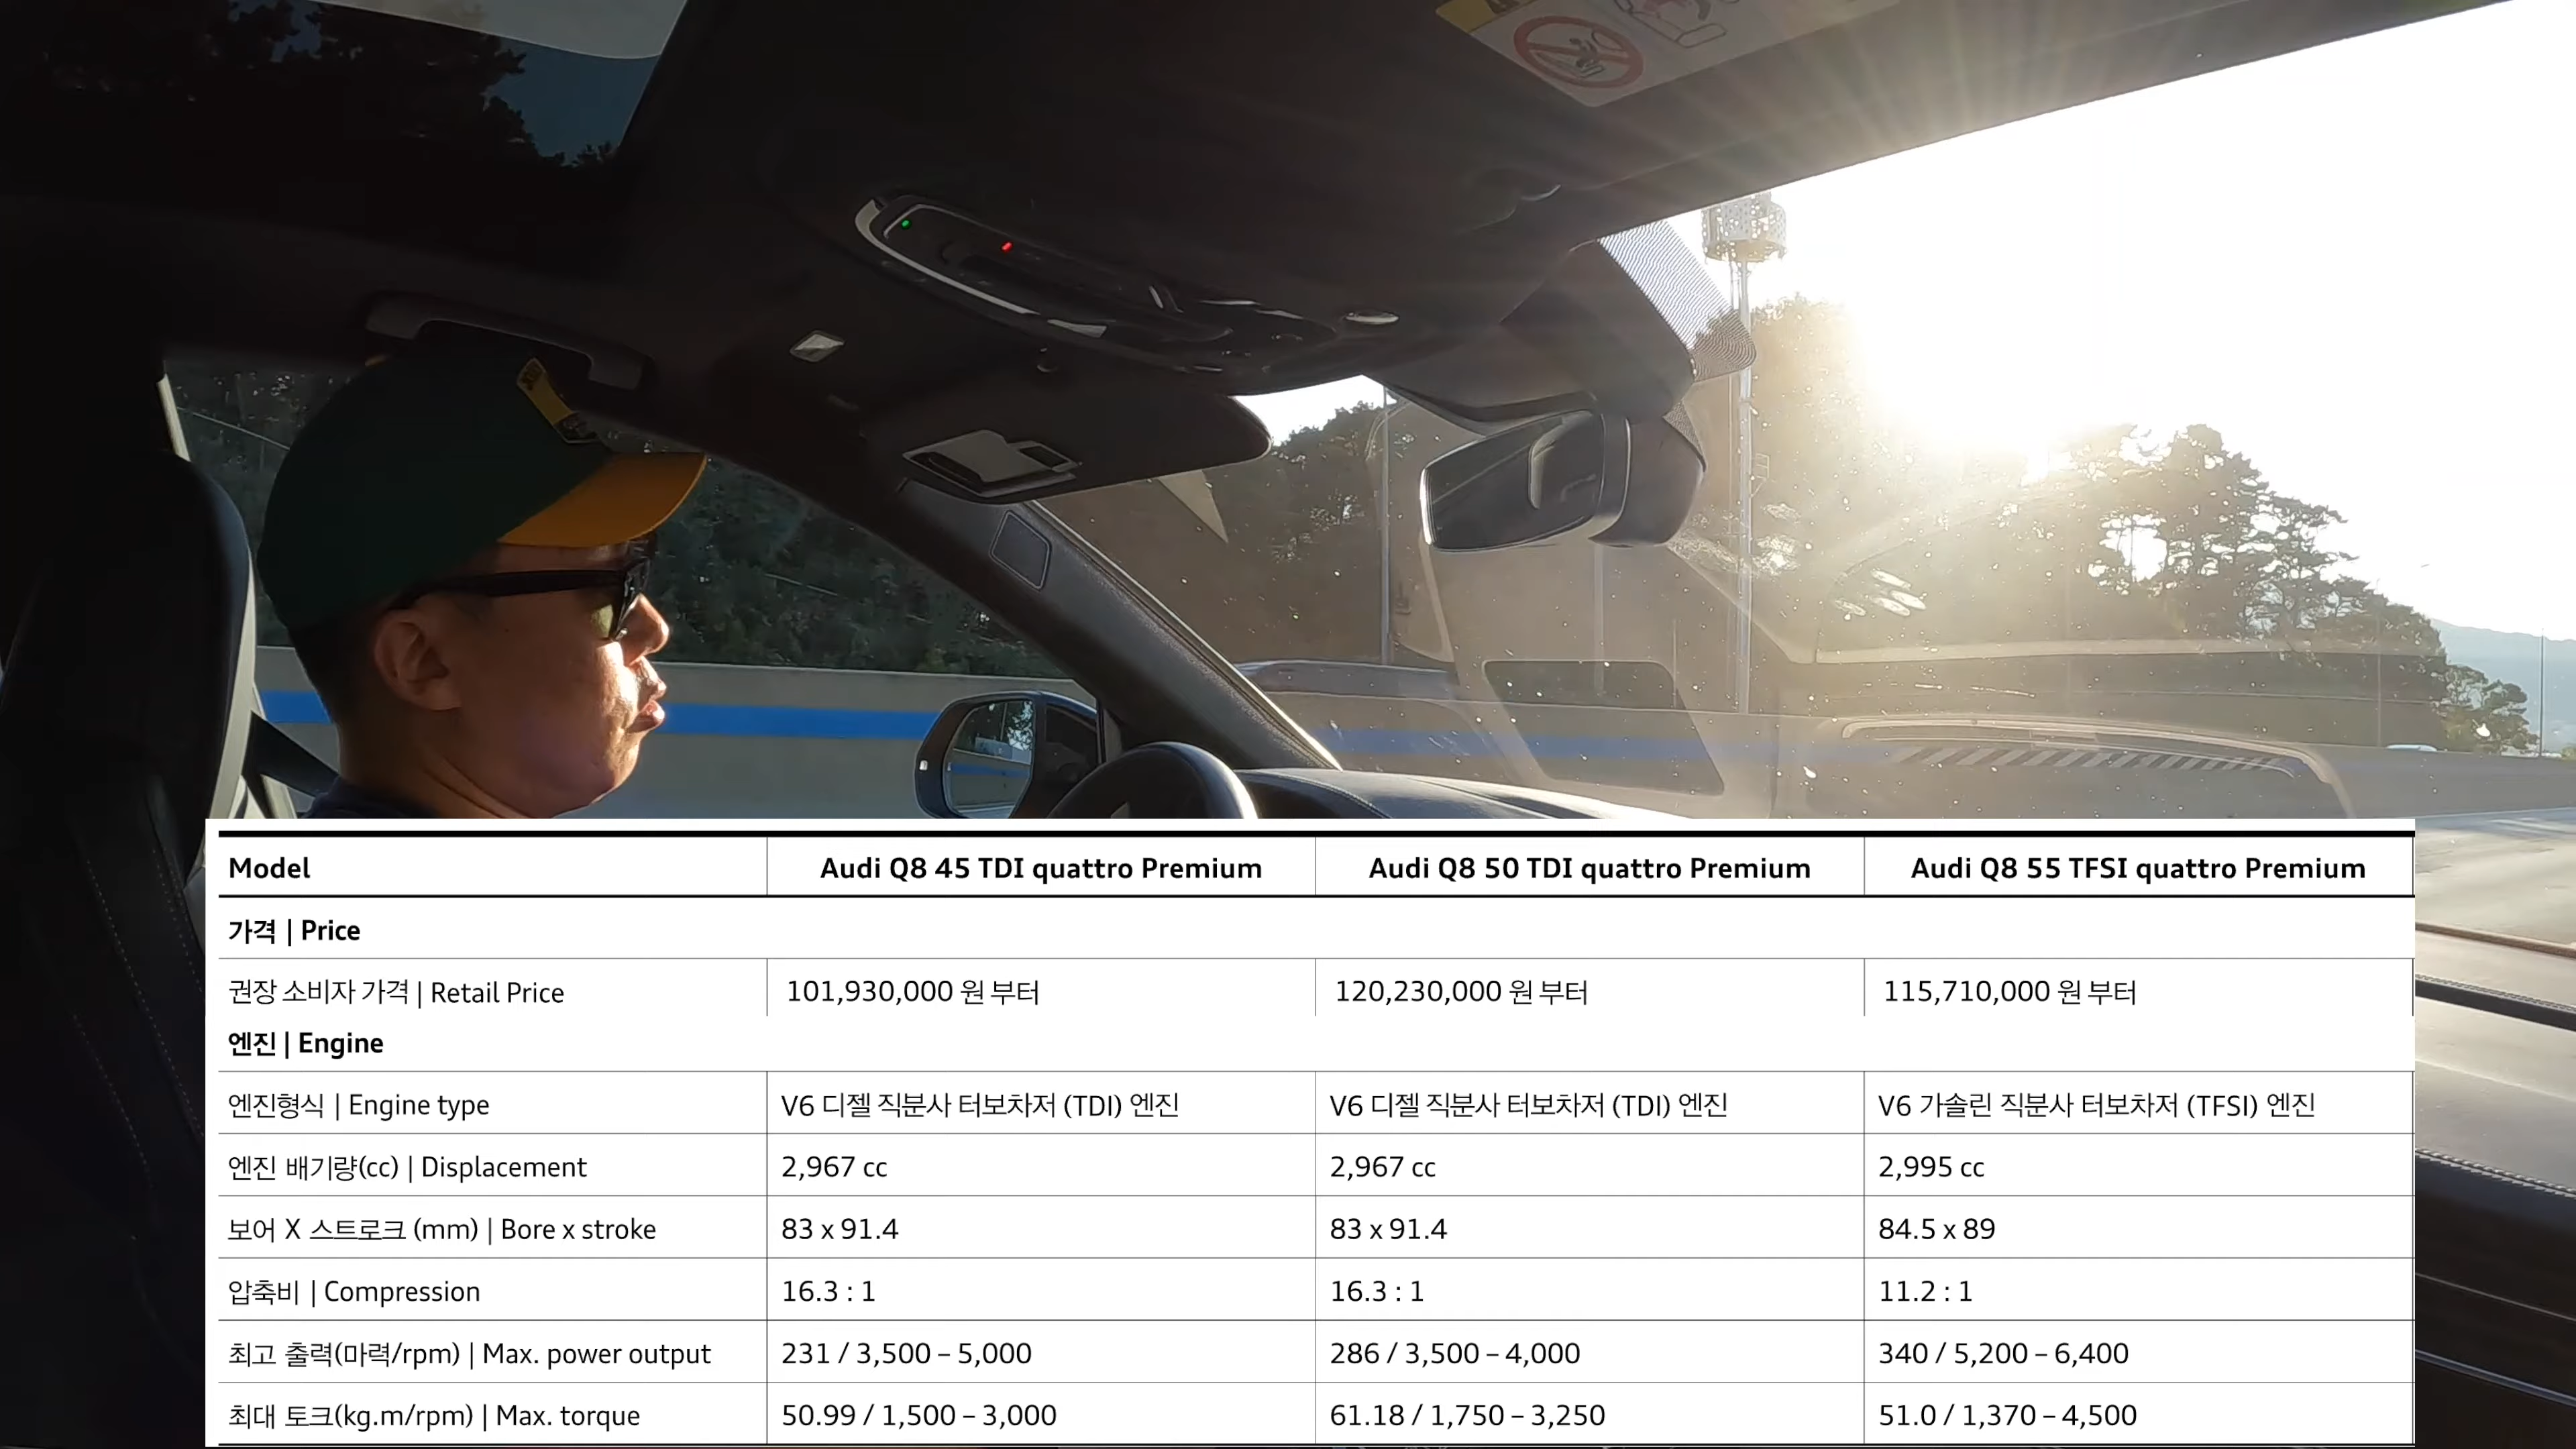 Model Audi Q8 45 TDI quattro Premium Audi Q8 50 TDI quattro Premium Audi Q8 55 TFSI quattro Premium
가격 | Price
권장 소비자 가격 | Retail Price 101,930,000 원 부터 120,230,000 원 부터 115,710,000 원 부터
엔진 | Engine
엔진형식 | Engine type V6 디젤 직분사 터보차저 (TDI) 엔진 V6 디젤 직분사 터보차저 (TDI) 엔진 V6 가솔린 직분사 터보차저 (TFSI) 엔진
엔진 배기량(cc) | Displacement 2,967 cc 2,967 cc 2,995 cc
보어 X 스트로크 (mm) | Bore x stroke 83 x 91.4 83 x 91.4 84.5 x 89
압축비 | Compression 16.3 : 1 16.3 : 1 11.2 : 1
최고 출력(마력/rpm) | Max. power output 231 / 3,500 – 5,000 286 / 3,500 – 4,000 340 / 5,200 – 6,400
최대 토크(kg.m/rpm) | Max. torque 50.99 / 1,500 – 3,000 61.18 / 1,750 – 3,250 51.0 / 1,370 – 4,500